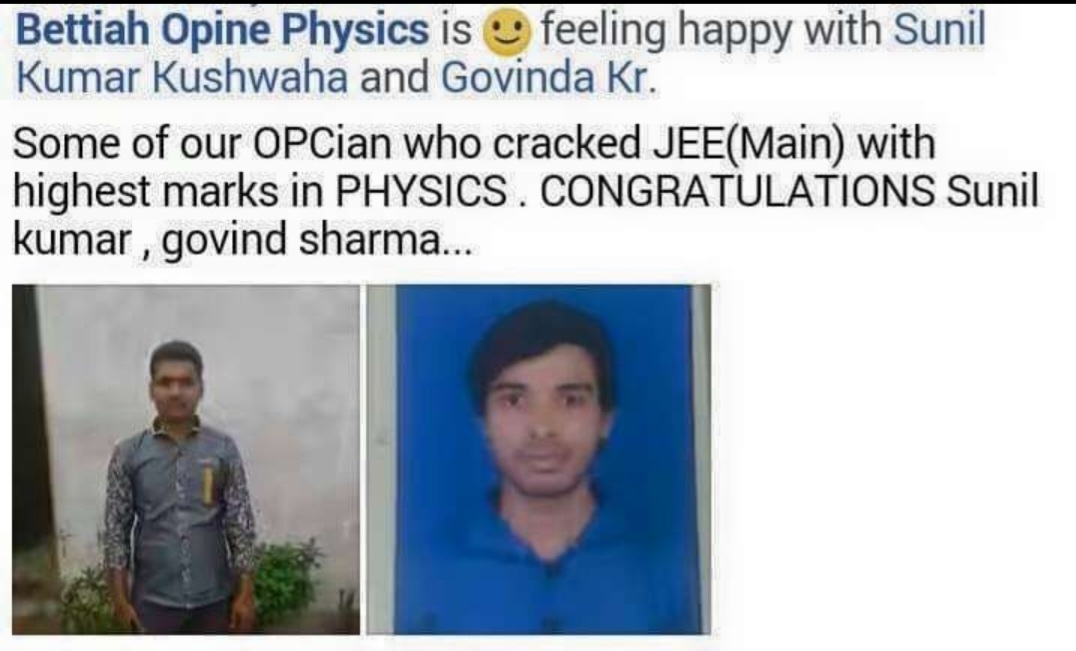 Bettiah Opine Physics is 🙂 feeling happy with Sunil
Kumar Kushwaha and Govinda Kr.
Some of our OPCian who cracked JEE(Main) with
highest marks in PHYSICS . CONGRATULATIONS Sunil
kumar , govind sharma...